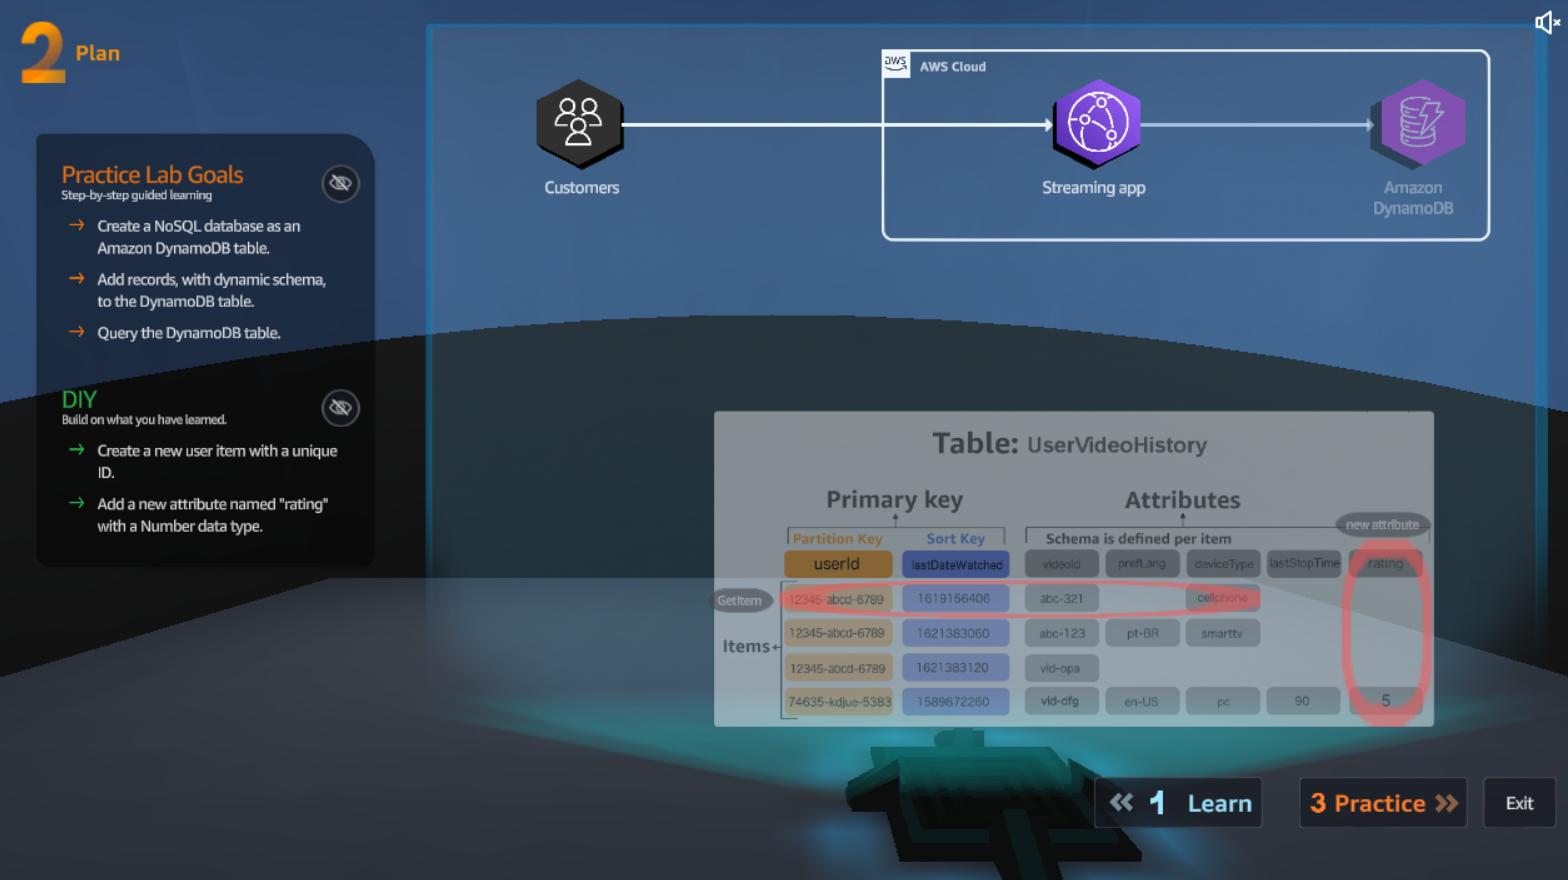 2 Plan
Practice Lab Goals
Step-by-step guided learning
Create a NoSQL database as an
Amazon DynamoDB table.
Add records, with dynamic schema,
to the DynamoDB table.
Query the DynamoDB table.
DIY
Build on what you have learned.
Create a new user item with a unique
ID.
Add a new attribute named "rating"
with a Number data type.
aws AWS Cloud
Customers
Streaming app
Amazon
DynamoDB
Table: UserVideoHistory
Primary key Attributes
new attribute
Partition Key Sort Key Schema is defined per item
userId lastDateWatched videoId prefLang deviceType lastStopTime rating
GetItem 12345-abcd-6789 1619156406 abc-321 cellphone
12345-abcd-6789 1621383060 abc-123 pt-BR smarttv
Items
12345-abcd-6789 1621383120 vid-opa
74635-kdjue-5383 1589872260 vid-dfg en-US pc 90 5
1 Learn
3 Practice
Exit